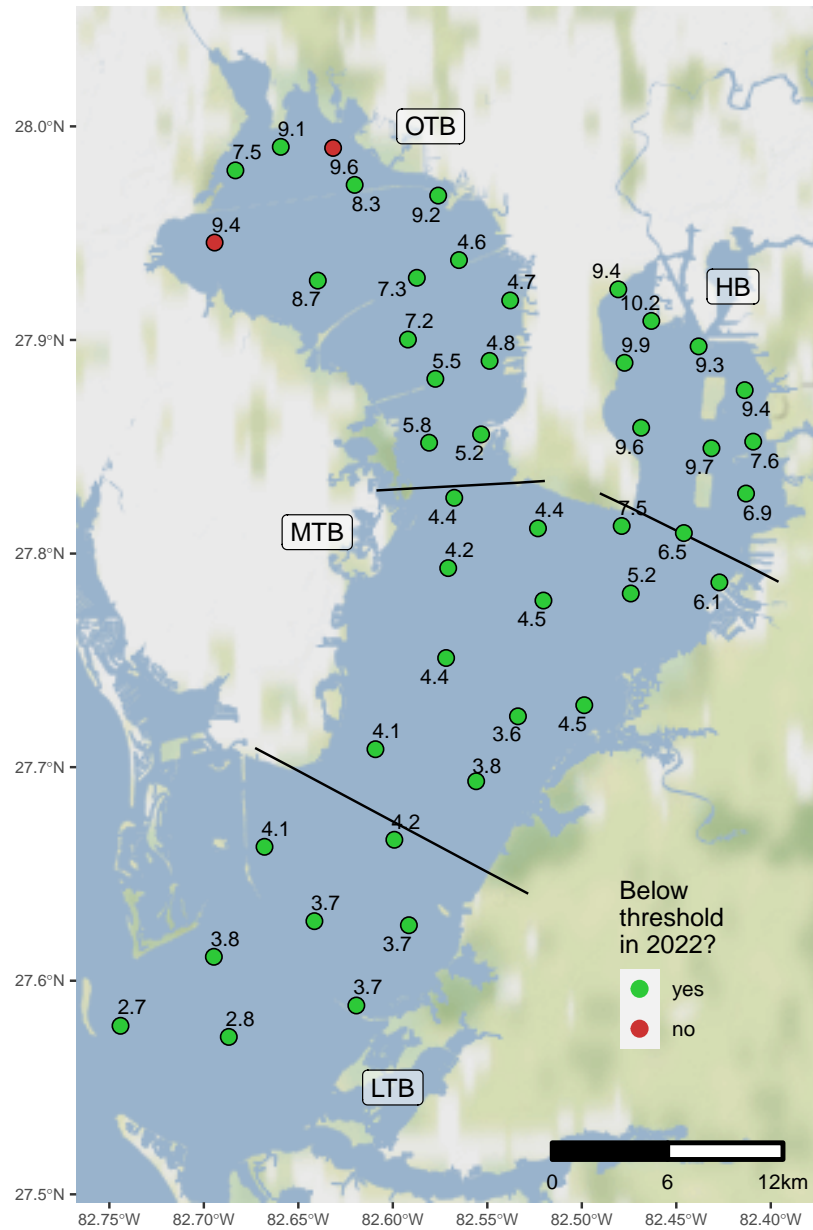 28.0°N
27.9°N
27.8°N
27.7°N
27.6°N
27.5°N
82.75°W 82.70°W 82.65°W 82.60°W 82.55°W 82.50°W 82.45°W 82.40°W
OTB
9.1
7.5
9.6
8.3
9.2
9.4
4.6
8.7
7.3
4.7
7.2
4.8
5.5
5.8
5.2
HB
9.4
10.2
9.9
9.3
9.4
9.6
9.7
7.6
6.9
7.5
6.5
MTB
4.4
4.4
4.2
5.2
6.1
4.5
4.4
3.6
4.5
4.1
3.8
4.2
4.1
3.7
3.7
3.8
3.7
2.7
2.8
LTB
Below
threshold
in 2022?
yes
no
0 6 12km